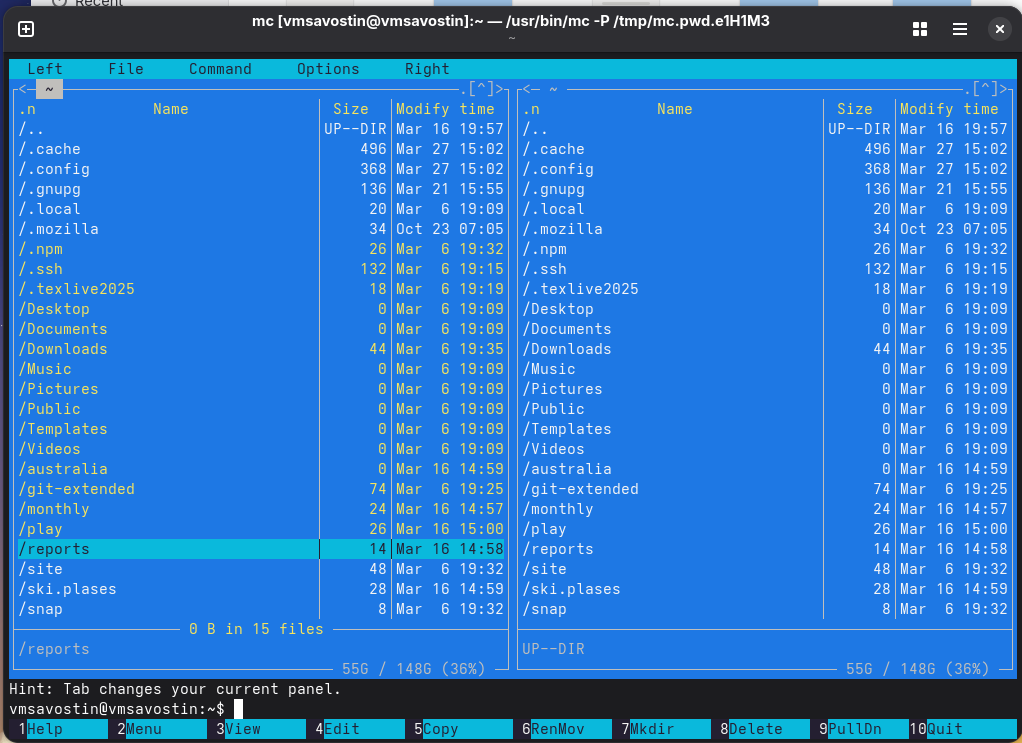 Recent
mc [vmsavostin@vmsavostin]:~ — /usr/bin/mc -P /tmp/mc.pwd.e1H1M3
~
Left File Command Options Right
<─ ~ ─.[^]>
<─ ~ ─.[^]>
.n Name Size Modify time .n Name Size Modify time
/.. UP--DIR Mar 16 19:57 /.. UP--DIR Mar 16 19:57
/.cache 496 Mar 27 15:02 /.cache 496 Mar 27 15:02
/.config 368 Mar 27 15:02 /.config 368 Mar 27 15:02
/.gnupg 136 Mar 21 15:55 /.gnupg 136 Mar 21 15:55
/.local 20 Mar 6 19:09 /.local 20 Mar 6 19:09
/.mozilla 34 Oct 23 07:05 /.mozilla 34 Oct 23 07:05
/.npm 26 Mar 6 19:32 /.npm 26 Mar 6 19:32
/.ssh 132 Mar 6 19:15 /.ssh 132 Mar 6 19:15
/.texlive2025 18 Mar 6 19:19 /.texlive2025 18 Mar 6 19:19
/Desktop 0 Mar 6 19:09 /Desktop 0 Mar 6 19:09
/Documents 0 Mar 6 19:09 /Documents 0 Mar 6 19:09
/Downloads 44 Mar 6 19:35 /Downloads 44 Mar 6 19:35
/Music 0 Mar 6 19:09 /Music 0 Mar 6 19:09
/Pictures 0 Mar 6 19:09 /Pictures 0 Mar 6 19:09
/Public 0 Mar 6 19:09 /Public 0 Mar 6 19:09
/Templates 0 Mar 6 19:09 /Templates 0 Mar 6 19:09
/Videos 0 Mar 6 19:09 /Videos 0 Mar 6 19:09
/australia 0 Mar 16 14:59 /australia 0 Mar 16 14:59
/git-extended 74 Mar 6 19:25 /git-extended 74 Mar 6 19:25
/monthly 24 Mar 16 14:57 /monthly 24 Mar 16 14:57
/play 26 Mar 16 15:00 /play 26 Mar 16 15:00
/reports 14 Mar 16 14:58 /reports 14 Mar 16 14:58
/site 48 Mar 6 19:32 /site 48 Mar 6 19:32
/ski.plases 28 Mar 16 14:59 /ski.plases 28 Mar 16 14:59
/snap 8 Mar 6 19:32 /snap 8 Mar 6 19:32
0 B in 15 files
/reports UP--DIR
55G / 148G (36%) 55G / 148G (36%)
Hint: Tab changes your current panel.
vmsavostin@vmsavostin:~$
1Help 2Menu 3View 4Edit 5Copy 6RenMov 7Mkdir 8Delete 9PullDn 10Quit